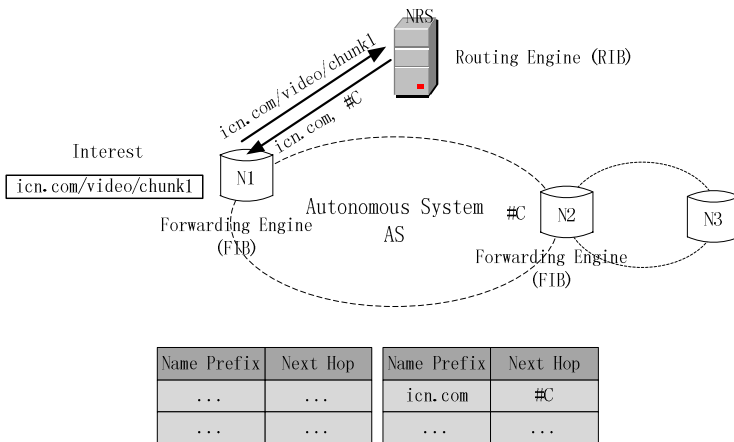 NRS
Routing Engine (RIB)
icn.com/video/chunk1
icn.com, #C
Interest
icn.com/video/chunk1
N1
Forwarding Engine
(FIB)
Autonomous System
AS
#C
N2
N3
Forwarding Engine
(FIB)
Name Prefix Next Hop Name Prefix Next Hop
... ... icn.com #C
... ... ... ...